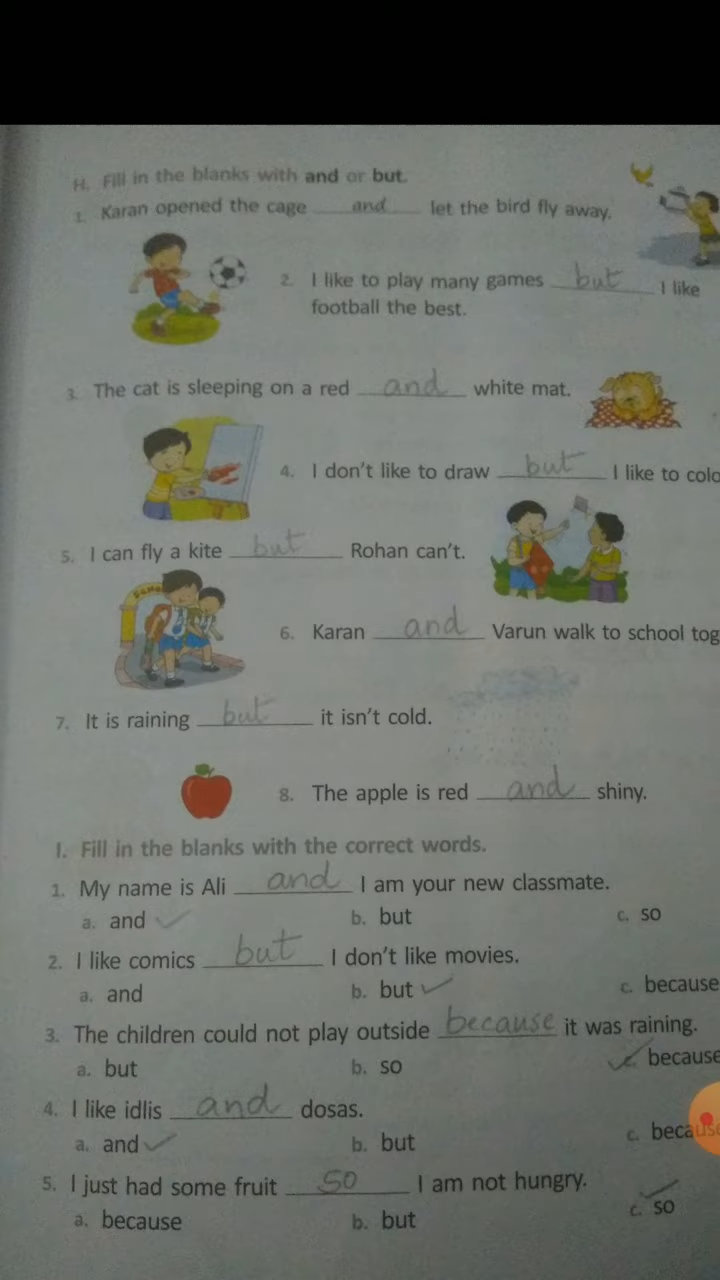 H. Fill in the blanks with and or but.
1. Karan opened the cage and let the bird fly away.
2. I like to play many games but I like
football the best.
3. The cat is sleeping on a red and white mat.
4. I don't like to draw but I like to colo
5. I can fly a kite but Rohan can't.
6. Karan and Varun walk to school tog
7. It is raining but it isn't cold.
8. The apple is red and shiny.
I. Fill in the blanks with the correct words.
1. My name is Ali and I am your new classmate.
a. and b. but c. so
2. I like comics but I don't like movies.
a. and b. but c. because
3. The children could not play outside because it was raining.
a. but b. so because
4. I like idlis and dosas.
a. and b. but c. because
5. I just had some fruit so I am not hungry.
a. because b. but c. so